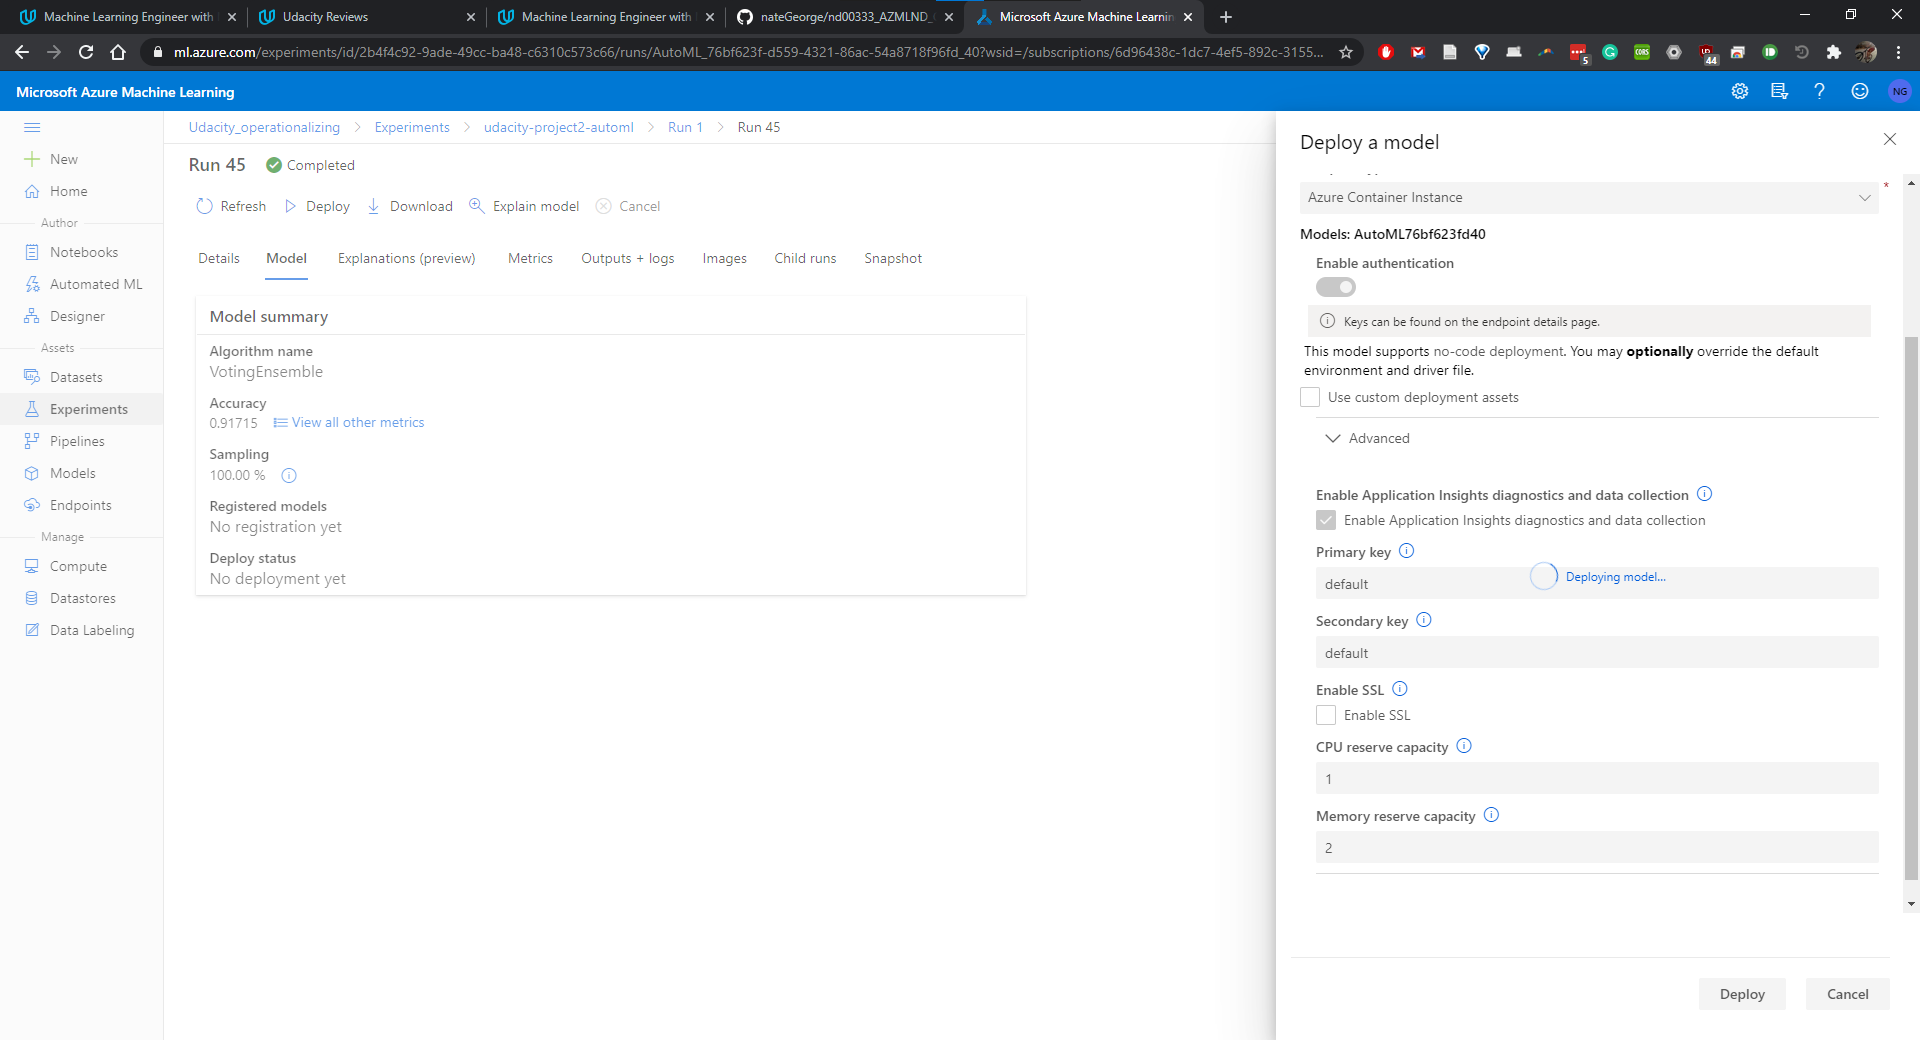 Machine Learning Engineer with
Udacity Reviews
Machine Learning Engineer with
nateGeorge/nd00333_AZMLND_
Microsoft Azure Machine Learnin
ml.azure.com/experiments/id/2b4f4c92-9ade-49cc-ba48-c6310c573c66/runs/AutoML_76bf623f-d559-4321-86ac-54a8718f96fd_40?wsid=/subscriptions/6d96438c-1dc7-4ef5-892c-3155...
5
CORS
44
Microsoft Azure Machine Learning
NG
New
Home
Author
Notebooks
Automated ML
Designer
Assets
Datasets
Experiments
Pipelines
Models
Endpoints
Manage
Compute
Datastores
Data Labeling
Udacity_operationalizing > Experiments > udacity-project2-automl > Run 1 > Run 45
Run 45 Completed
Refresh Deploy Download Explain model Cancel
Details Model Explanations (preview) Metrics Outputs + logs Images Child runs Snapshot
Model summary
Algorithm name
VotingEnsemble
Accuracy
0.91715 View all other metrics
Sampling
100.00 %
Registered models
No registration yet
Deploy status
No deployment yet
Deploy a model
*
Azure Container Instance
Models: AutoML76bf623fd40
Enable authentication
Keys can be found on the endpoint details page.
This model supports no-code deployment. You may optionally override the default
environment and driver file.
Use custom deployment assets
Advanced
Enable Application Insights diagnostics and data collection
Enable Application Insights diagnostics and data collection
Primary key
default
Deploying model...
Secondary key
default
Enable SSL
Enable SSL
CPU reserve capacity
1
Memory reserve capacity
2
Deploy Cancel